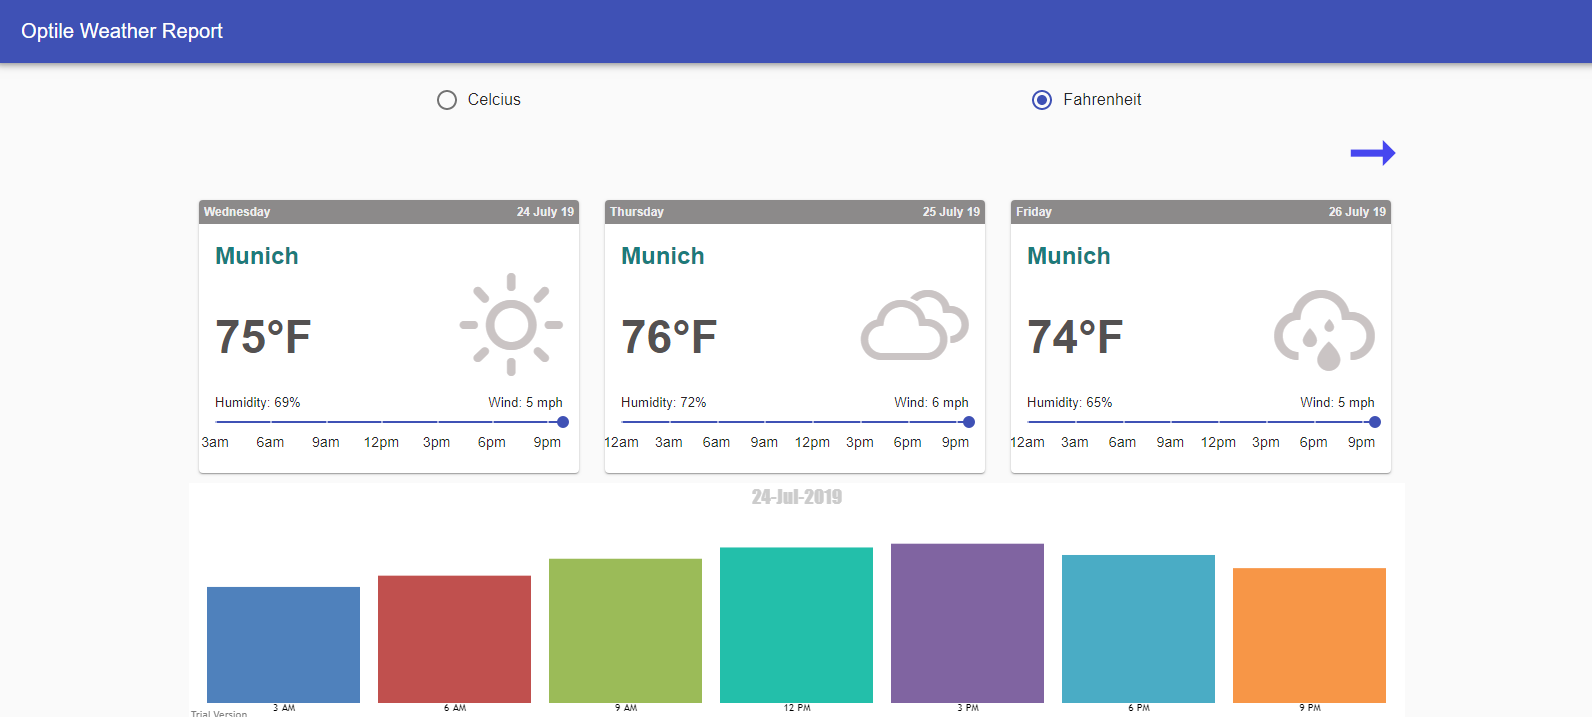 Optile Weather Report
Celcius Fahrenheit
Wednesday 24 July 19
Munich
75°F
Humidity: 69% Wind: 5 mph
3am 6am 9am 12pm 3pm 6pm 9pm
Thursday 25 July 19
Munich
76°F
Humidity: 72% Wind: 6 mph
12am 3am 6am 9am 12pm 3pm 6pm 9pm
Friday 26 July 19
Munich
74°F
Humidity: 65% Wind: 5 mph
12am 3am 6am 9am 12pm 3pm 6pm 9pm
24-Jul-2019
3 AM 6 AM 9 AM 12 PM 3 PM 6 PM 9 PM
Trial Version